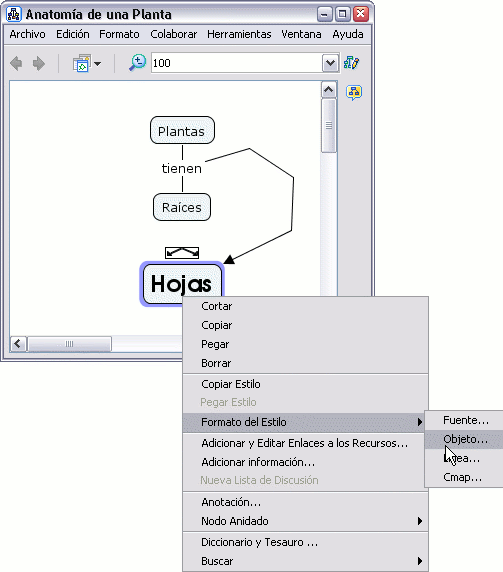 Anatomía de una Planta
Archivo Edición Formato Colaborar Herramientas Ventana Ayuda
100
Plantas
tienen
Raíces
Hojas
Cortar
Copiar
Pegar
Borrar
Copiar Estilo
Pegar Estilo
Formato del Estilo
Fuente...
Objeto...
Línea...
Cmap...
Adicionar y Editar Enlaces a los Recursos...
Adicionar información...
Nueva Lista de Discusión
Anotación...
Nodo Anidado
Diccionario y Tesauro ...
Buscar